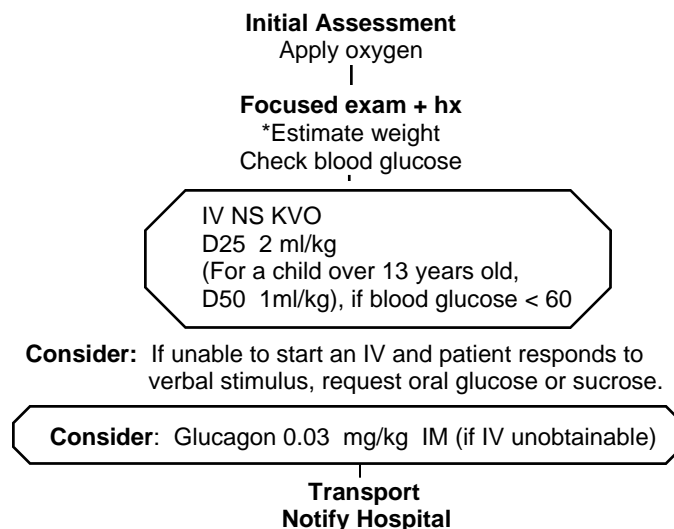 Initial Assessment
Apply oxygen
Focused exam + hx
*Estimate weight
Check blood glucose
IV NS KVO
D25 2 ml/kg
(For a child over 13 years old,
D50 1ml/kg), if blood glucose < 60
Consider: If unable to start an IV and patient responds to
verbal stimulus, request oral glucose or sucrose.
Consider: Glucagon 0.03 mg/kg IM (if IV unobtainable)
Transport
Notify Hospital